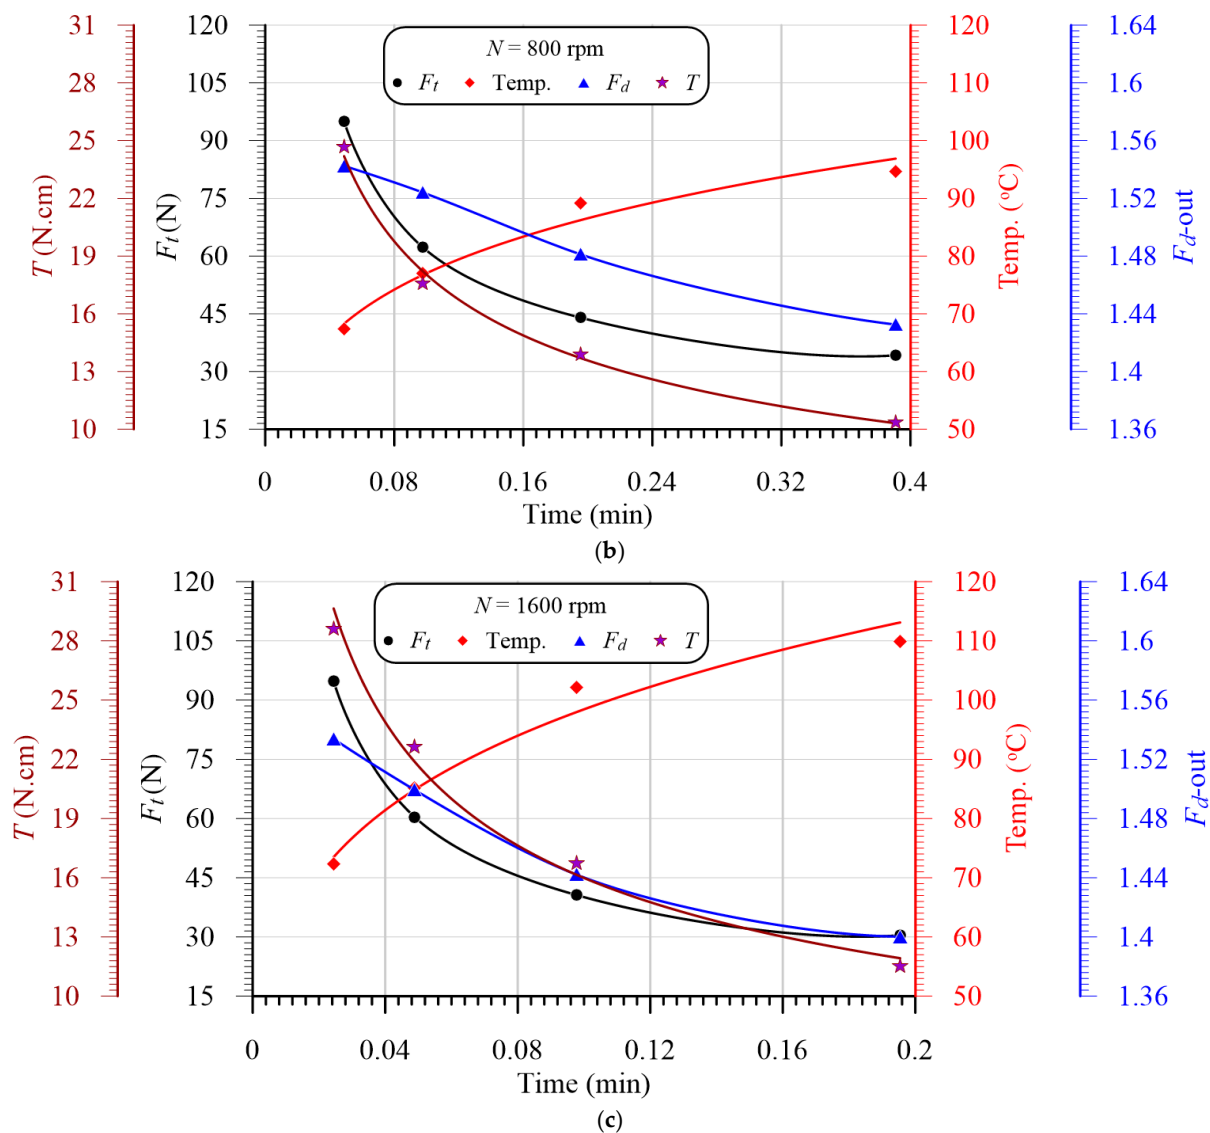 31 120 120 1.64
N = 800 rpm
28 105 Ft Temp. Fd T 110 1.6
25 90 100 1.56
22 75 90 1.52
T (N.cm) Ft (N) Temp. (°C) Fd-out
19 60 80 1.48
16 45 70 1.44
13 30 60 1.4
10 15 50 1.36
0 0.08 0.16 0.24 0.32 0.4
Time (min)
(b)
31 120 120 1.64
N = 1600 rpm
28 105 Ft Temp. Fd T 110 1.6
25 90 100 1.56
22 75 90 1.52
T (N.cm) Ft (N) Temp. (°C) Fd-out
19 60 80 1.48
16 45 70 1.44
13 30 60 1.4
10 15 50 1.36
0 0.04 0.08 0.12 0.16 0.2
Time (min)
(c)